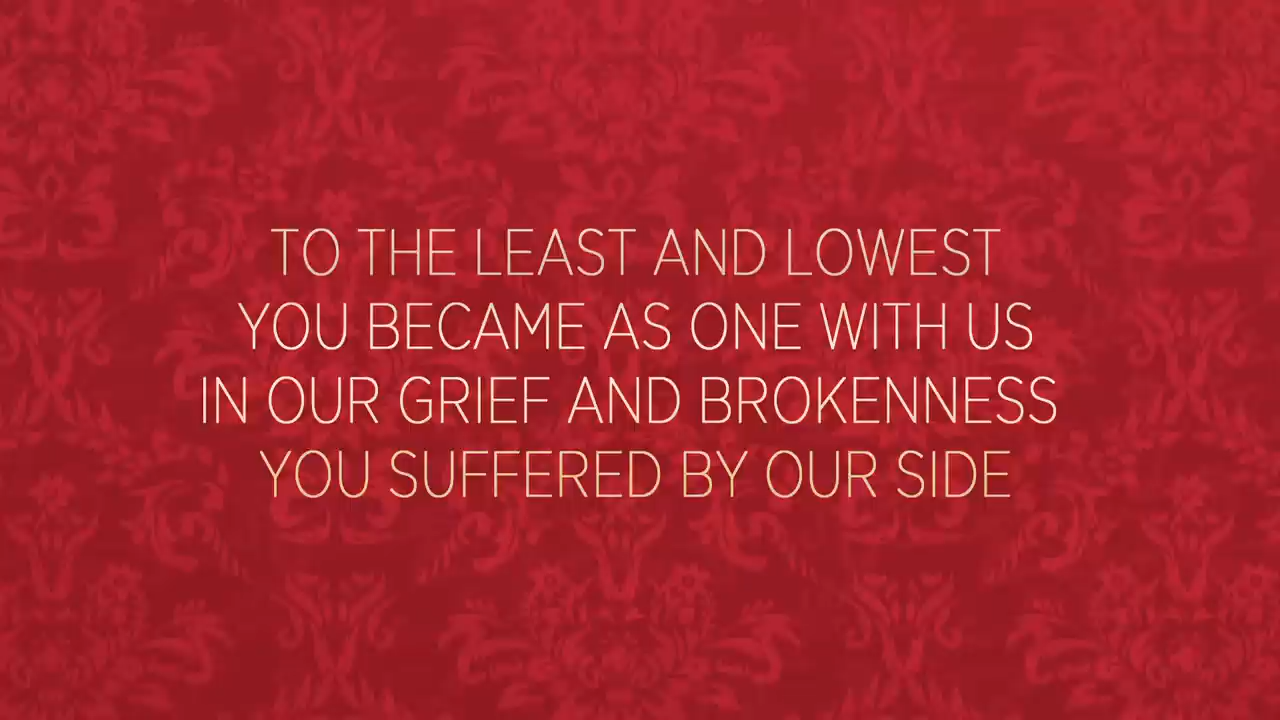 TO THE LEAST AND LOWEST
YOU BECAME AS ONE WITH US
IN OUR GRIEF AND BROKENNESS
YOU SUFFERED BY OUR SIDE